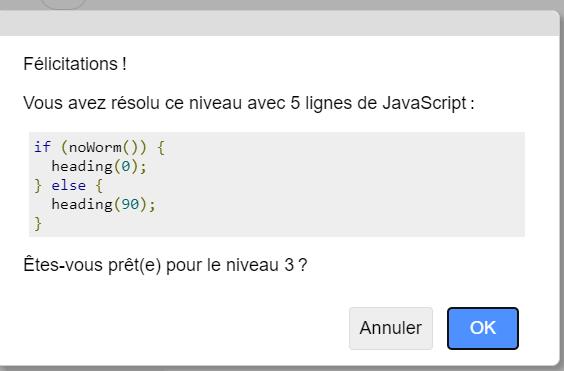 Félicitations !
Vous avez résolu ce niveau avec 5 lignes de JavaScript :
if (noWorm()) {
  heading(0);
} else {
  heading(90);
}
Êtes-vous prêt(e) pour le niveau 3 ?
Annuler
OK